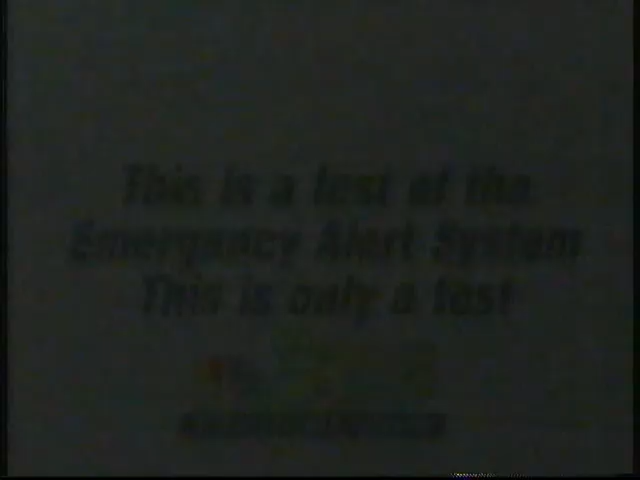 This is a test of the
Emergency Alert System
This is only a test